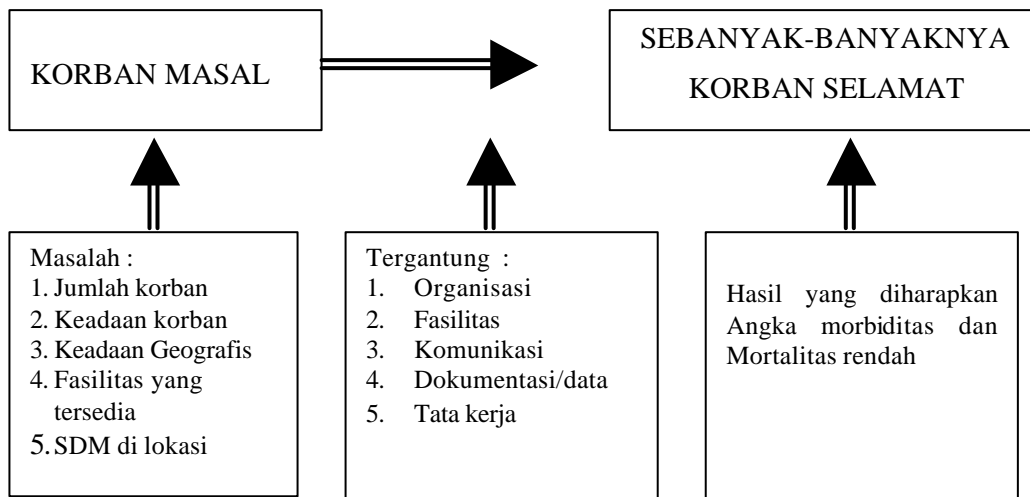 KORBAN MASAL
SEBANYAK-BANYAKNYA
KORBAN SELAMAT
Masalah :
1. Jumlah korban
2. Keadaan korban
3. Keadaan Geografis
4. Fasilitas yang
tersedia
5. SDM di lokasi
Tergantung :
1. Organisasi
2. Fasilitas
3. Komunikasi
4. Dokumentasi/data
5. Tata kerja
Hasil yang diharapkan
Angka morbiditas dan
Mortalitas rendah